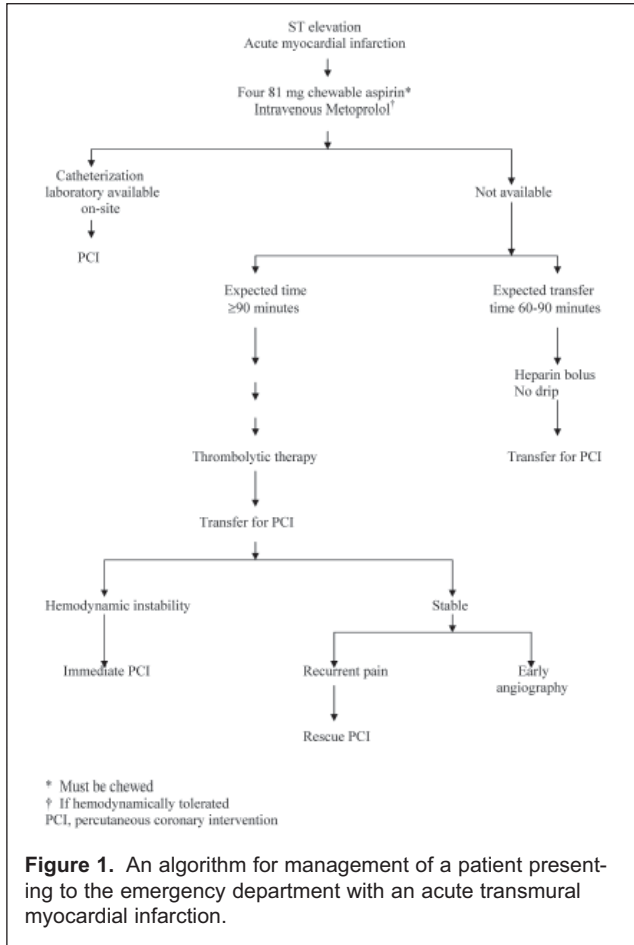 ST elevation
Acute myocardial infarction
Four 81 mg chewable aspirin*
Intravenous Metoprolol†
Catheterization
laboratory available
on-site
Not available
PCI
Expected time
≥90 minutes
Expected transfer
time 60-90 minutes
Heparin bolus
No drip
Thrombolytic therapy
Transfer for PCI
Transfer for PCI
Hemodynamic instability
Stable
Immediate PCI
Recurrent pain
Early
angiography
Rescue PCI
* Must be chewed
† If hemodynamically tolerated
PCI, percutaneous coronary intervention
Figure 1. An algorithm for management of a patient present-
ing to the emergency department with an acute transmural
myocardial infarction.